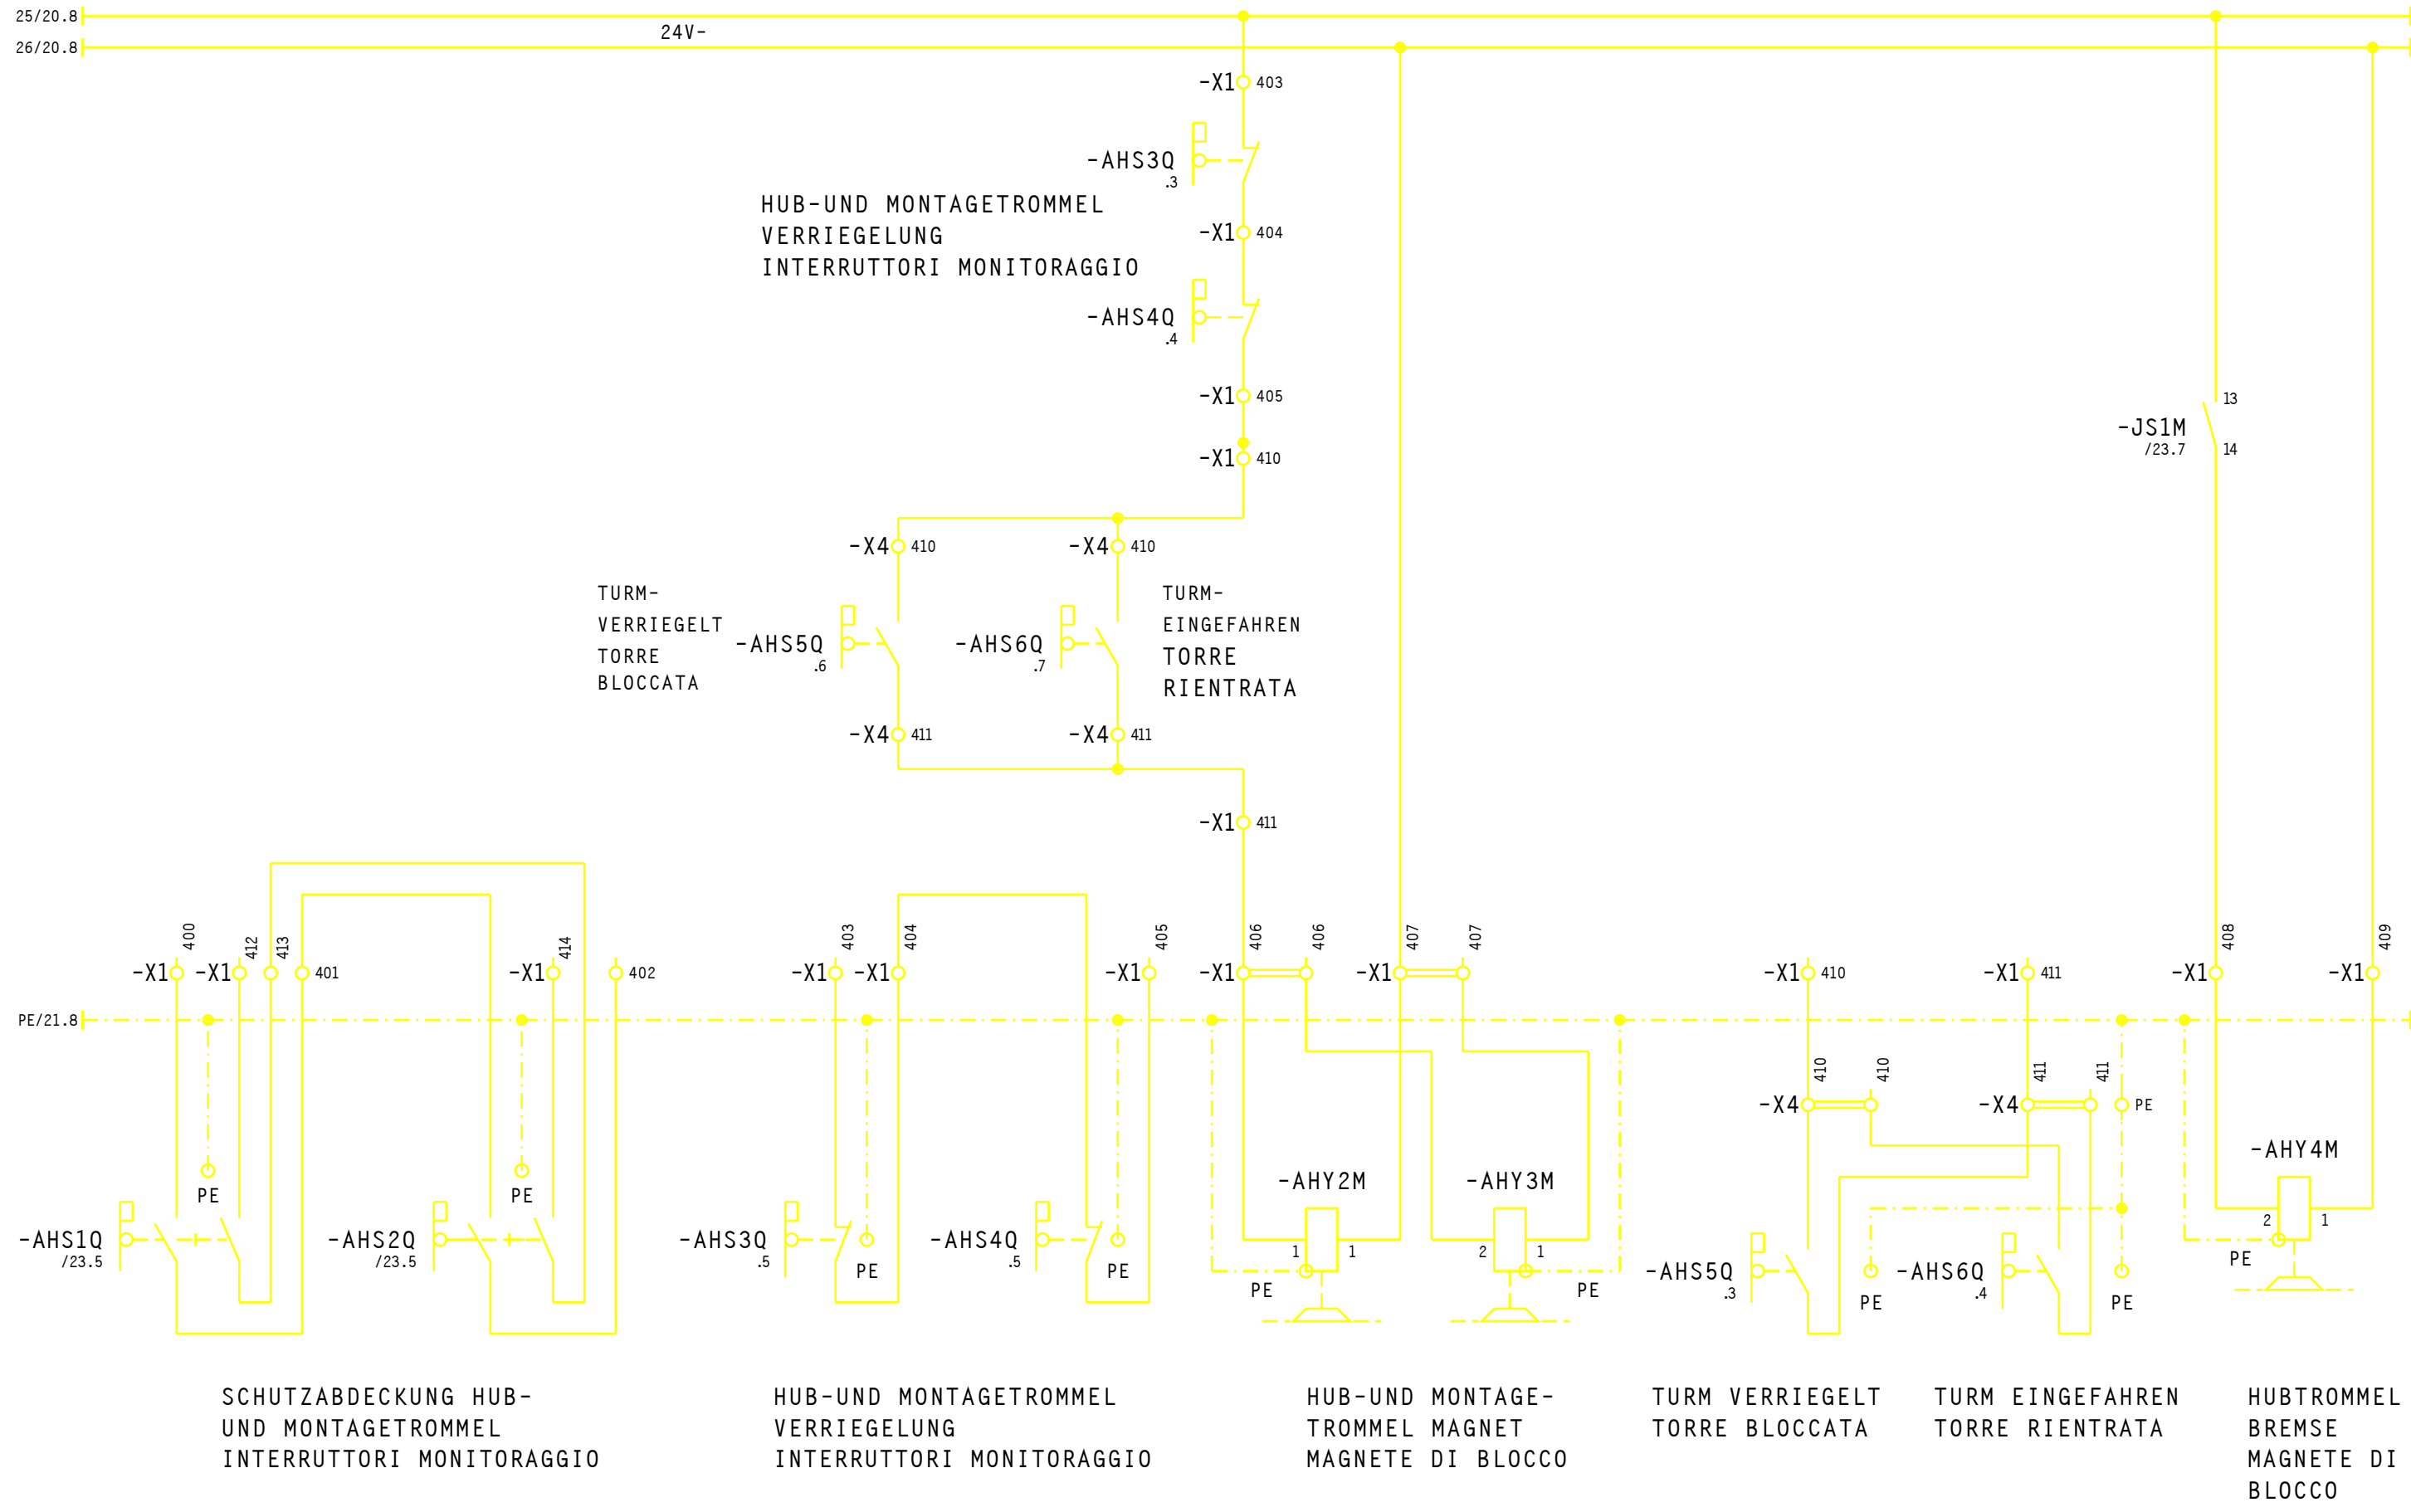 25/20.8
24V-
26/20.8
-X1 403
-AHS3Q
.3
HUB-UND MONTAGETROMMEL
VERRIEGELUNG
INTERRUTTORI MONITORAGGIO
-X1 404
-AHS4Q
.4
-X1 405
-X1 410
13
-JS1M
/23.7
14
-X4 410
-X4 410
TURM-
VERRIEGELT
TORRE
BLOCCATA
-AHS5Q
.6
-AHS6Q
.7
TURM-
EINGEFAHREN
TORRE
RIENTRATA
-X4 411
-X4 411
-X1 411
400
412
413
414
403
404
405
406
406
407
407
408
409
-X1
-X1
401
-X1
402
-X1
-X1
-X1
-X1
-X1
-X1 410
-X1 411
-X1
-X1
PE/21.8
410
410
411
411
-X4
-X4
PE
PE
PE
-AHY2M
-AHY3M
-AHY4M
-AHS1Q
/23.5
-AHS2Q
/23.5
-AHS3Q
.5
PE
-AHS4Q
.5
PE
1
1
PE
2
1
PE
-AHS5Q
.3
PE
-AHS6Q
.4
PE
2
1
PE
SCHUTZABDECKUNG HUB-
UND MONTAGETROMMEL
INTERRUTTORI MONITORAGGIO
HUB-UND MONTAGETROMMEL
VERRIEGELUNG
INTERRUTTORI MONITORAGGIO
HUB-UND MONTAGE-
TROMMEL MAGNET
MAGNETE DI BLOCCO
TURM VERRIEGELT
TORRE BLOCCATA
TURM EINGEFAHREN
TORRE RIENTRATA
HUBTROMMEL
BREMSE
MAGNETE DI
BLOCCO